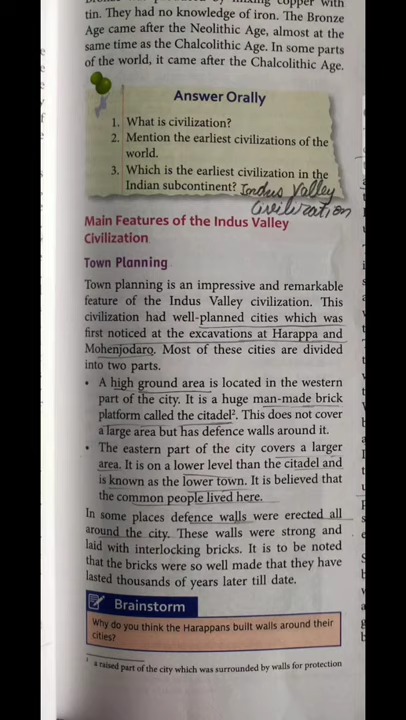 copper with
tin. They had no knowledge of iron. The Bronze
Age came after the Neolithic Age, almost at the
same time as the Chalcolithic Age. In some parts
of the world, it came after the Chalcolithic Age.
Answer Orally
1. What is civilization?
2. Mention the earliest civilizations of the
world.
3. Which is the earliest civilization in the
Indian subcontinent? Indus Valley
Civilization
Main Features of the Indus Valley
Civilization
Town Planning
Town planning is an impressive and remarkable
feature of the Indus Valley civilization. This
civilization had well-planned cities which was
first noticed at the excavations at Harappa and
Mohenjodaro. Most of these cities are divided
into two parts.
• A high ground area is located in the western
part of the city. It is a huge man-made brick
platform called the citadel². This does not cover
a large area but has defence walls around it.
• The eastern part of the city covers a larger
area. It is on a lower level than the citadel and
is known as the lower town. It is believed that
the common people lived here.
In some places defence walls were erected all
around the city. These walls were strong and
laid with interlocking bricks. It is to be noted
that the bricks were so well made that they have
lasted thousands of years later till date.
Brainstorm
Why do you think the Harappans built walls around their
cities?
² a raised part of the city which was surrounded by walls for protection